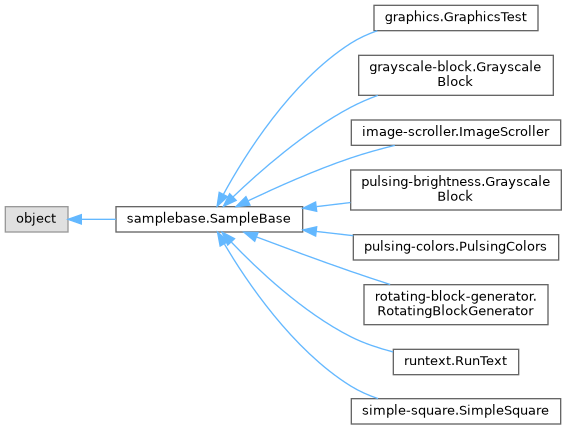 graphics.GraphicsTest
grayscale-block.Grayscale
Block
image-scroller.ImageScroller
pulsing-brightness.Grayscale
Block
object
samplebase.SampleBase
pulsing-colors.PulsingColors
rotating-block-generator.
RotatingBlockGenerator
runtext.RunText
simple-square.SimpleSquare